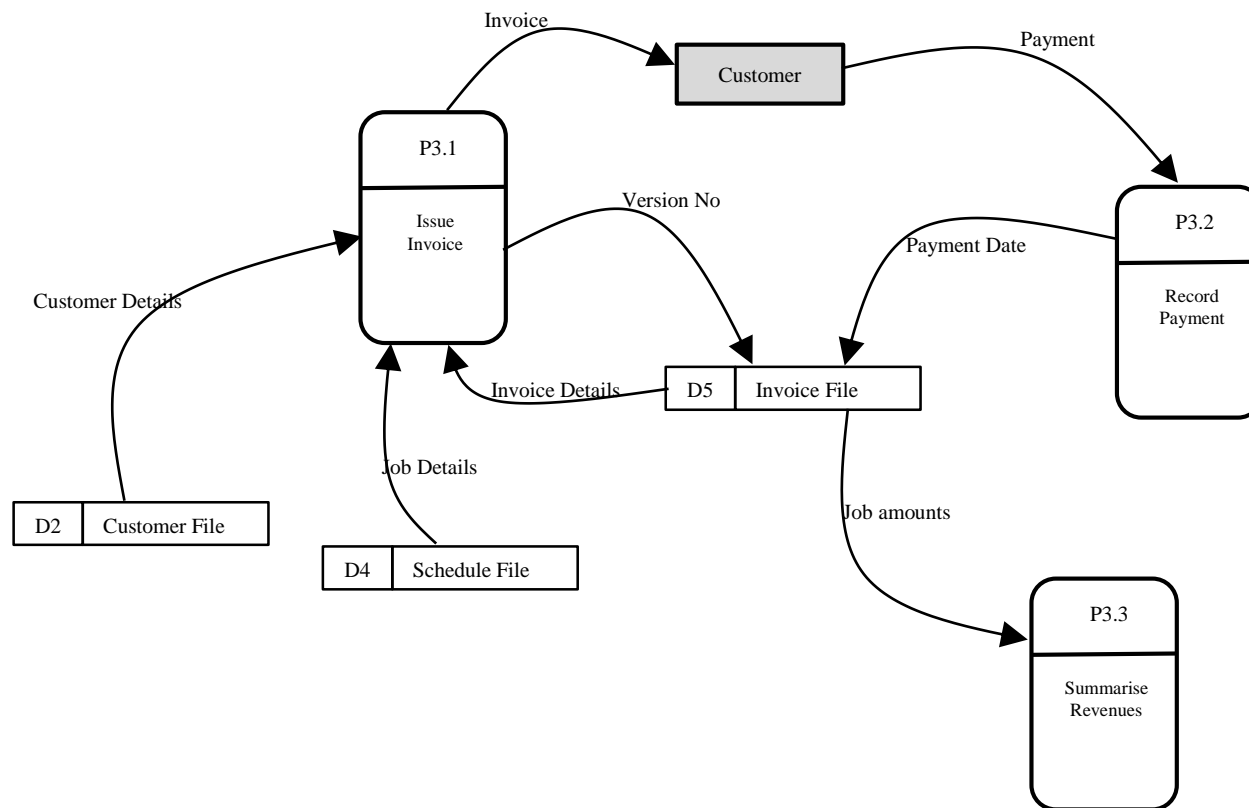 Invoice
Payment
Customer
P3.1
Issue
Invoice
Version No
P3.2
Payment Date
Record
Payment
Customer Details
Invoice Details
D5
Invoice File
Job Details
Job amounts
D2
Customer File
D4
Schedule File
P3.3
Summarise
Revenues